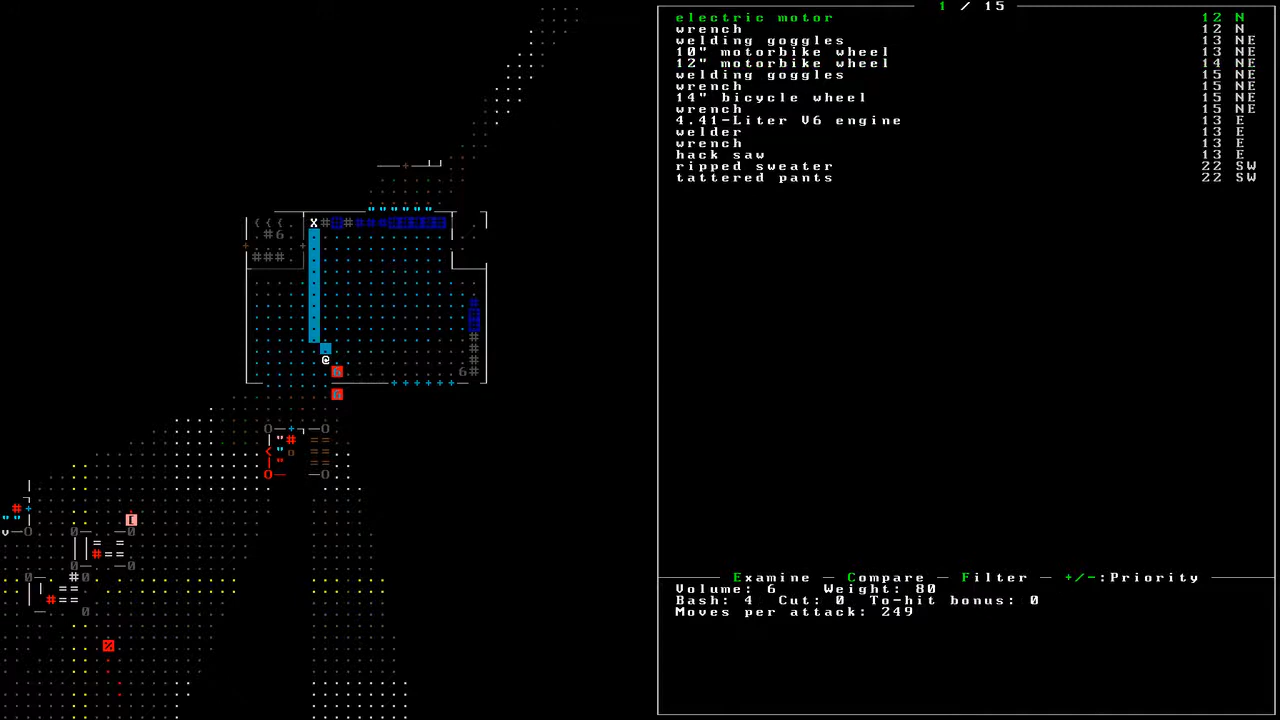 1 / 15
electric motor 12 N
wrench 12 N
welding goggles 13 NE
10" motorbike wheel 13 NE
12" motorbike wheel 14 NE
welding goggles 15 NE
wrench 15 NE
14" bicycle wheel 15 NE
wrench 15 NE
4.41-Liter V6 engine 13 E
welder 13 E
wrench 13 E
hack saw 13 E
ripped sweater 22 SW
tattered pants 22 SW
Examine — Compare — Filter — +/-:Priority
Volume: 6 Weight: 80
Bash: 4 Cut: 0 To-hit bonus: 0
Moves per attack: 249